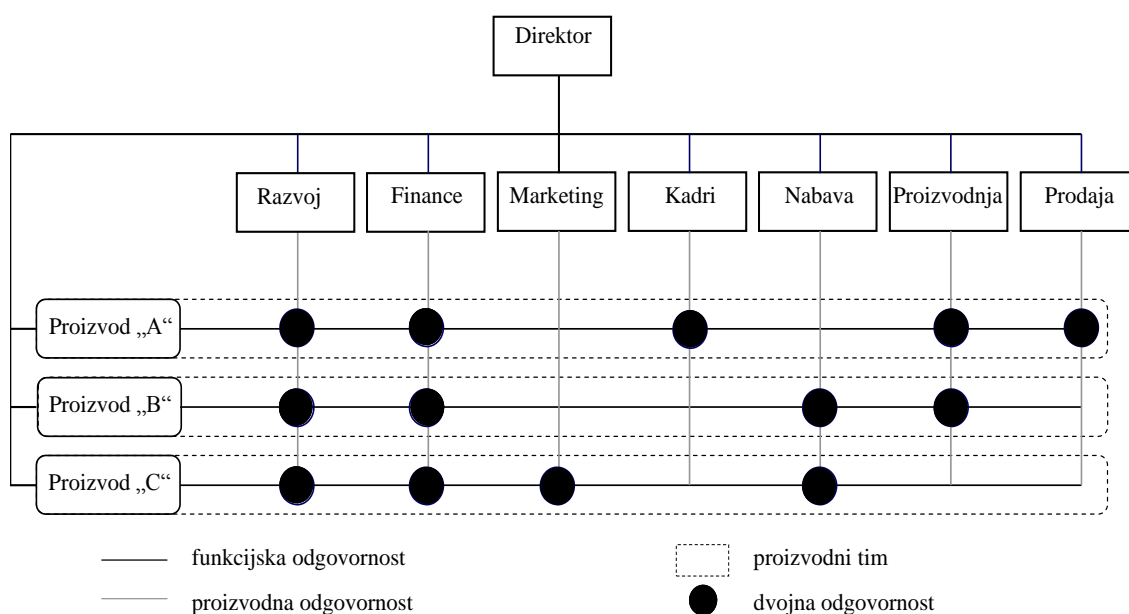 Direktor
Razvoj
Finance
Marketing
Kadri
Nabava
Proizvodnja
Prodaja
Proizvod „A“
Proizvod „B“
Proizvod „C“
funkcijska odgovornost
proizvodni tim
proizvodna odgovornost
dvojna odgovornost